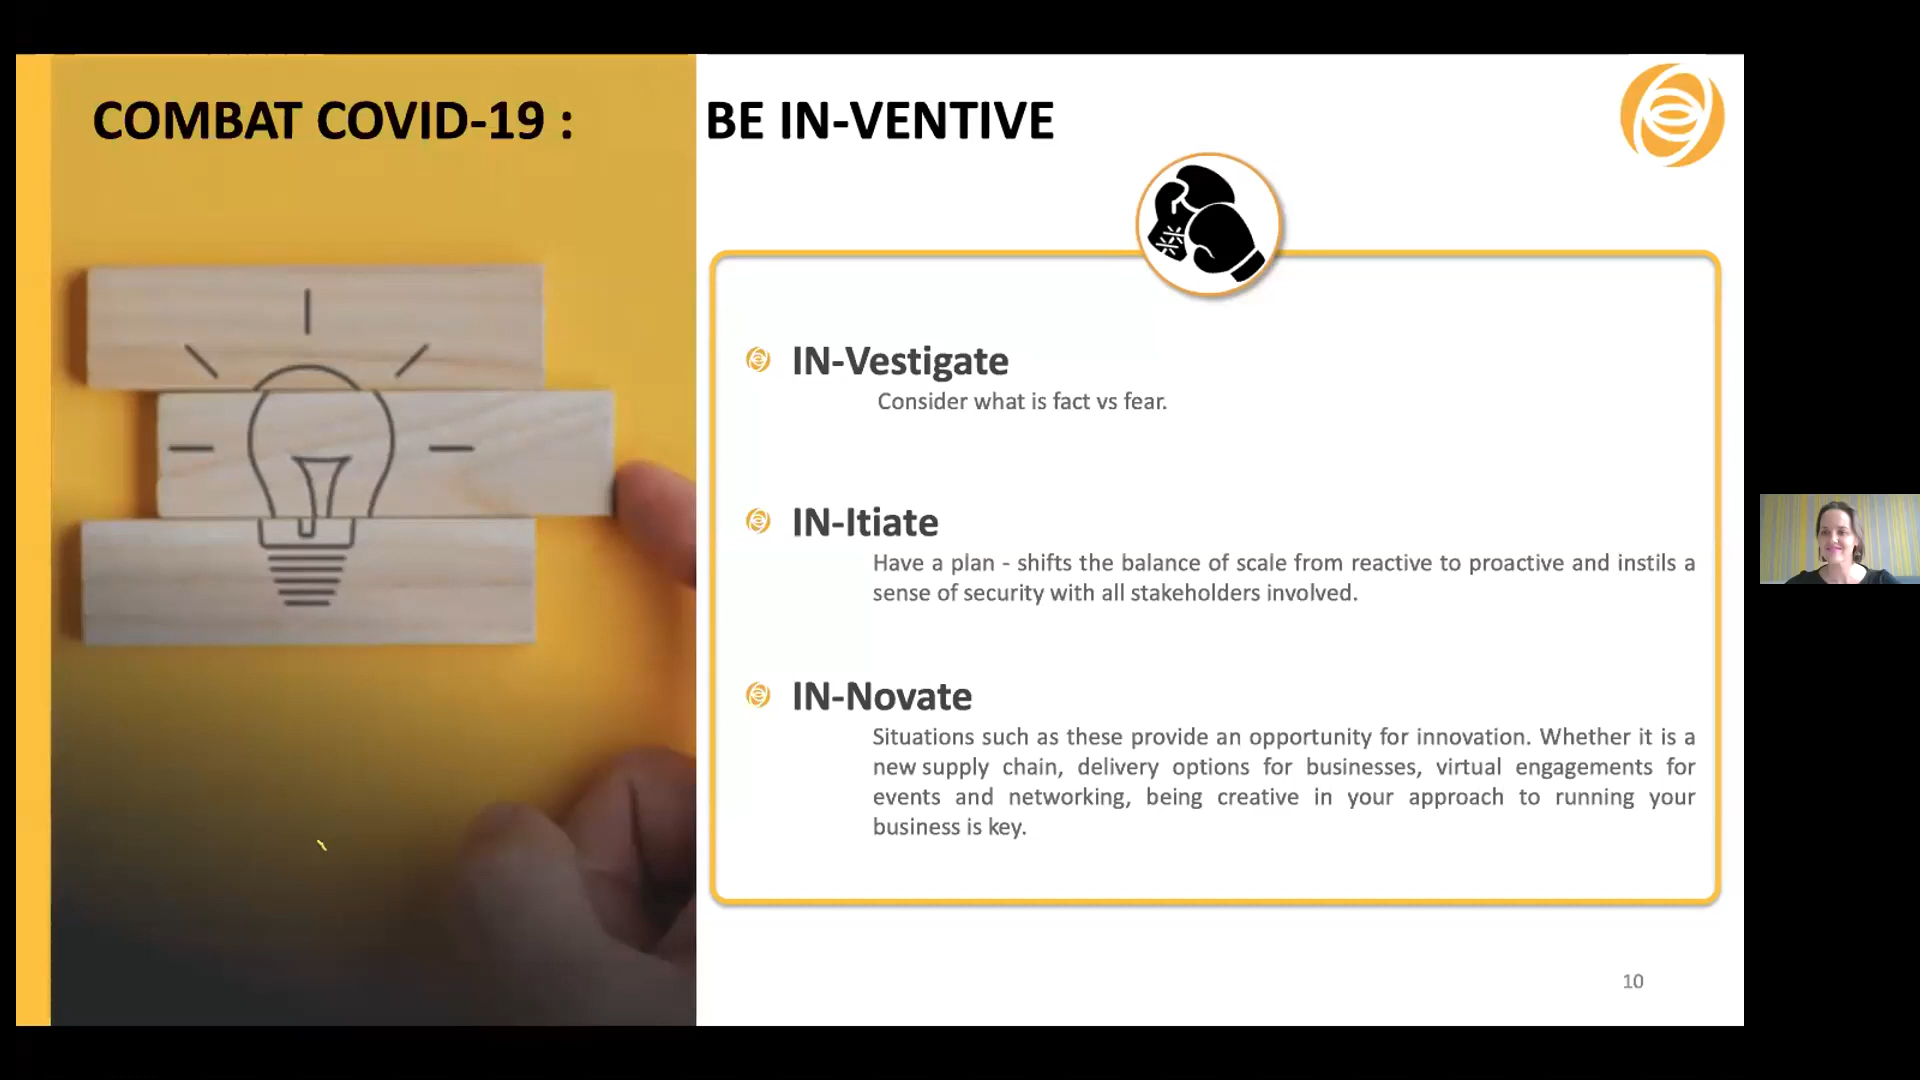 COMBAT COVID-19 : BE IN-VENTIVE
IN-Vestigate
Consider what is fact vs fear.
IN-Itiate
Have a plan - shifts the balance of scale from reactive to proactive and instils a
sense of security with all stakeholders involved.
IN-Novate
Situations such as these provide an opportunity for innovation. Whether it is a
new supply chain, delivery options for businesses, virtual engagements for
events and networking, being creative in your approach to running your
business is key.
10